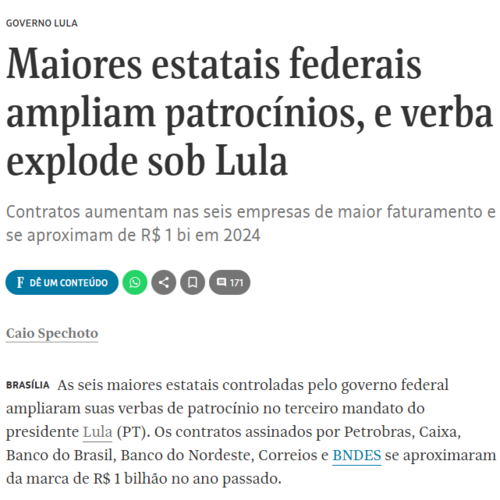 GOVERNO LULA
Maiores estatais federais
ampliam patrocínios, e verba
explode sob Lula
Contratos aumentam nas seis empresas de maior faturamento e
se aproximam de R$ 1 bi em 2024
F DÊ UM CONTEÚDO 171
Caio Spechoto
BRASÍLIA As seis maiores estatais controladas pelo governo federal
ampliaram suas verbas de patrocínio no terceiro mandato do
presidente Lula (PT). Os contratos assinados por Petrobras, Caixa,
Banco do Brasil, Banco do Nordeste, Correios e BNDES se aproximaram
da marca de R$ 1 bilhão no ano passado.